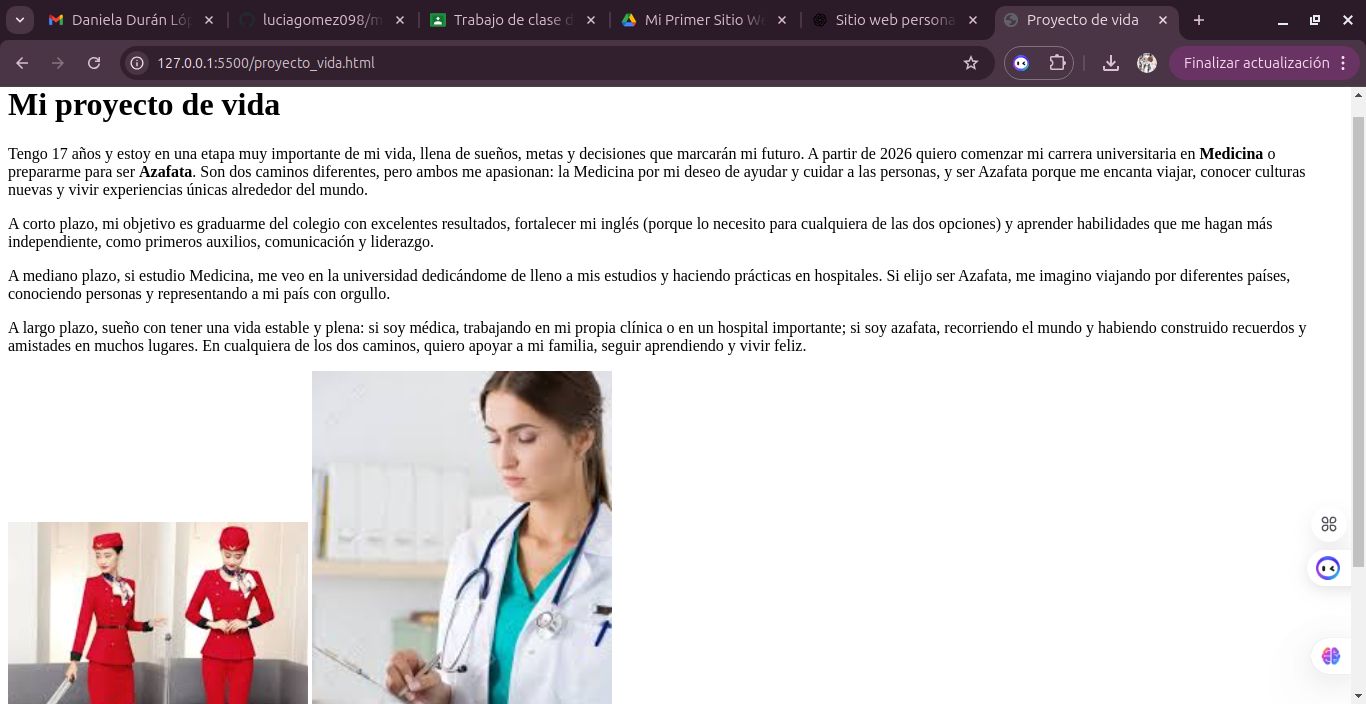 Daniela Durán Lóp
luciagomez098/m
Trabajo de clase d
Mi Primer Sitio We
Sitio web persona
Proyecto de vida
127.0.0.1:5500/proyecto_vida.html
Finalizar actualización
Mi proyecto de vida
Tengo 17 años y estoy en una etapa muy importante de mi vida, llena de sueños, metas y decisiones que marcarán mi futuro. A partir de 2026 quiero comenzar mi carrera universitaria en Medicina o
prepararme para ser Azafata. Son dos caminos diferentes, pero ambos me apasionan: la Medicina por mi deseo de ayudar y cuidar a las personas, y ser Azafata porque me encanta viajar, conocer culturas
nuevas y vivir experiencias únicas alrededor del mundo.
A corto plazo, mi objetivo es graduarme del colegio con excelentes resultados, fortalecer mi inglés (porque lo necesito para cualquiera de las dos opciones) y aprender habilidades que me hagan más
independiente, como primeros auxilios, comunicación y liderazgo.
A mediano plazo, si estudio Medicina, me veo en la universidad dedicándome de lleno a mis estudios y haciendo prácticas en hospitales. Si elijo ser Azafata, me imagino viajando por diferentes países,
conociendo personas y representando a mi país con orgullo.
A largo plazo, sueño con tener una vida estable y plena: si soy médica, trabajando en mi propia clínica o en un hospital importante; si soy azafata, recorriendo el mundo y habiendo construido recuerdos y
amistades en muchos lugares. En cualquiera de los dos caminos, quiero apoyar a mi familia, seguir aprendiendo y vivir feliz.